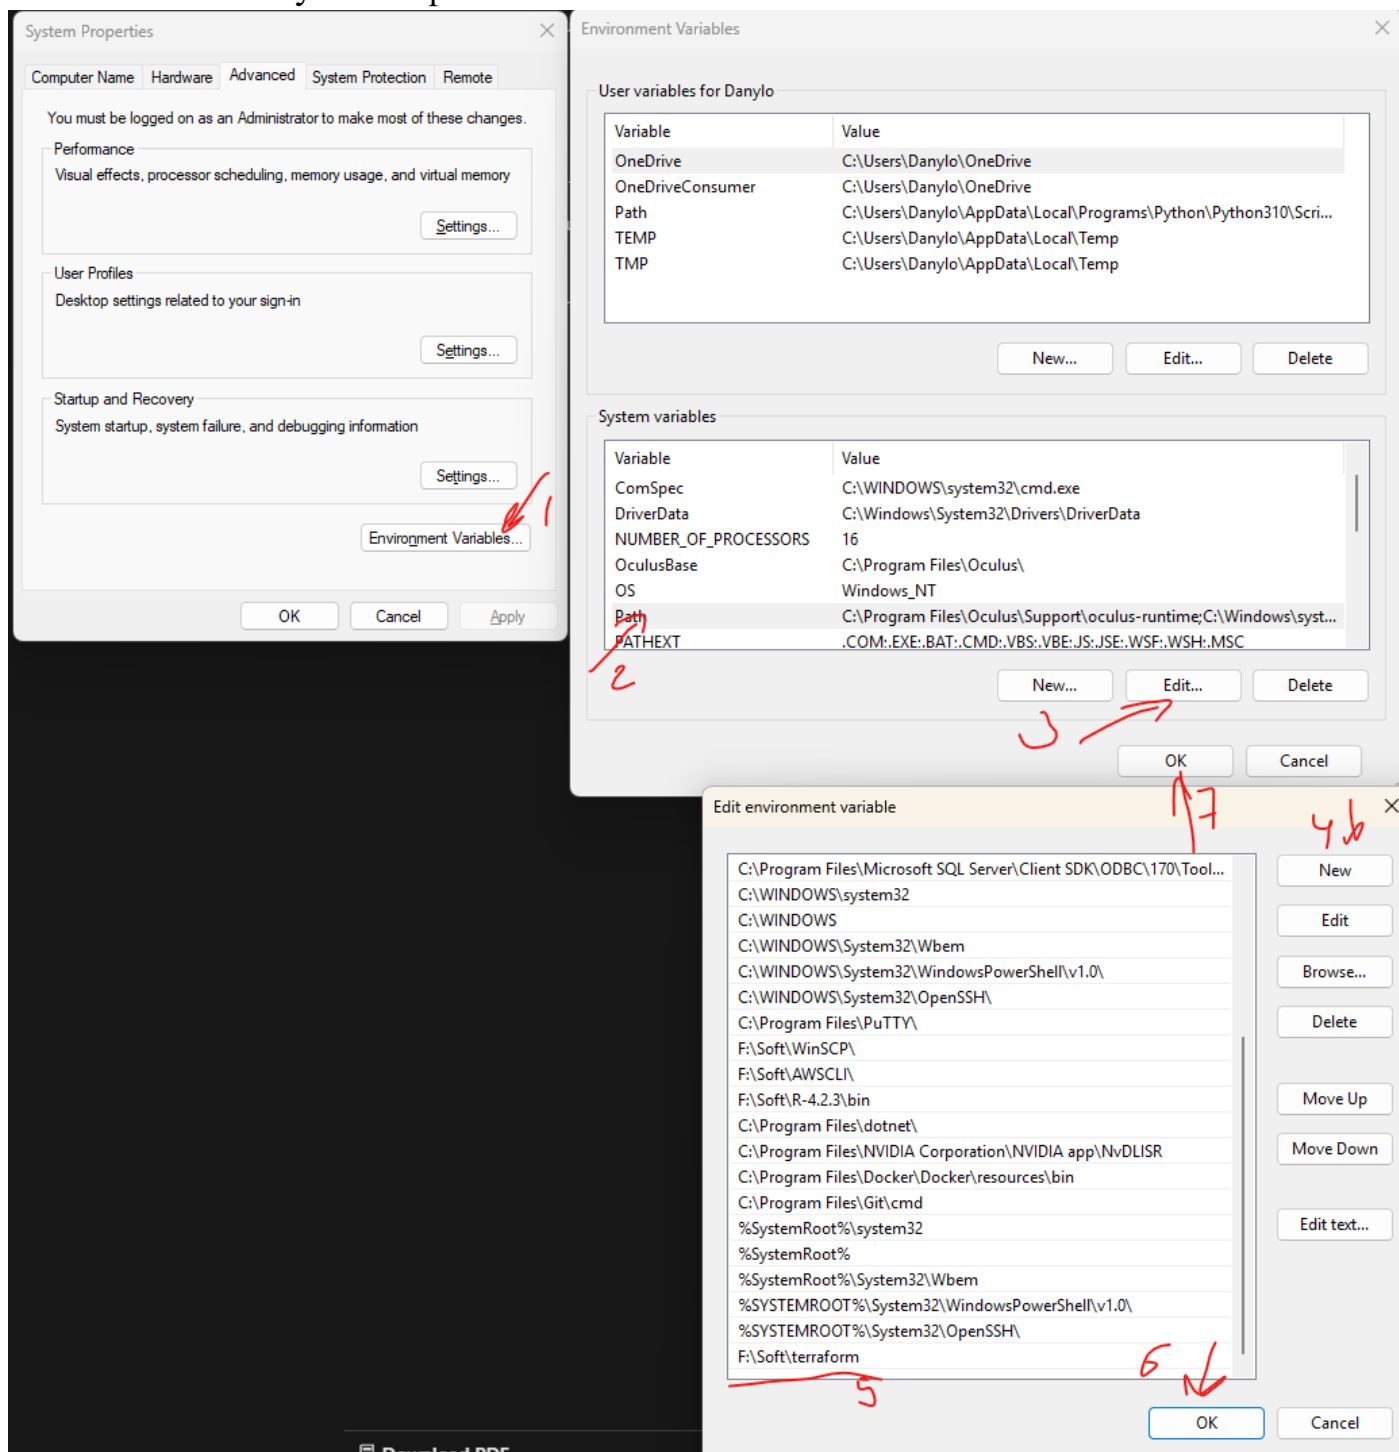 System Properties
Computer Name Hardware Advanced System Protection Remote
You must be logged on as an Administrator to make most of these changes.
Performance
Visual effects, processor scheduling, memory usage, and virtual memory
Settings...
User Profiles
Desktop settings related to your sign-in
Settings...
Startup and Recovery
System startup, system failure, and debugging information
Settings...
1
Environment Variables...
OK Cancel Apply
Environment Variables
User variables for Danylo
Variable Value
OneDrive C:\Users\Danylo\OneDrive
OneDriveConsumer C:\Users\Danylo\OneDrive
Path C:\Users\Danylo\AppData\Local\Programs\Python\Python310\Scri...
TEMP C:\Users\Danylo\AppData\Local\Temp
TMP C:\Users\Danylo\AppData\Local\Temp
New... Edit... Delete
System variables
Variable Value
ComSpec C:\WINDOWS\system32\cmd.exe
DriverData C:\Windows\System32\Drivers\DriverData
NUMBER_OF_PROCESSORS 16
OculusBase C:\Program Files\Oculus\
OS Windows_NT
Path C:\Program Files\Oculus\Support\oculus-runtime;C:\Windows\syst...
PATHEXT .COM;.EXE;.BAT;.CMD;.VBS;.VBE;.JS;.JSE;.WSF;.WSH;.MSC
2
New... Edit... Delete
3
OK Cancel
7
Edit environment variable
4
C:\Program Files\Microsoft SQL Server\Client SDK\ODBC\170\Tool...
C:\WINDOWS\system32
C:\WINDOWS
C:\WINDOWS\System32\Wbem
C:\WINDOWS\System32\WindowsPowerShell\v1.0\
C:\WINDOWS\System32\OpenSSH\
C:\Program Files\PuTTY\
F:\Soft\WinSCP\
F:\Soft\AWSCLI\
F:\Soft\R-4.2.3\bin
C:\Program Files\dotnet\
C:\Program Files\NVIDIA Corporation\NVIDIA app\NvDLISR
C:\Program Files\Docker\Docker\resources\bin
C:\Program Files\Git\cmd
%SystemRoot%\system32
%SystemRoot%
%SystemRoot%\System32\Wbem
%SYSTEMROOT%\System32\WindowsPowerShell\v1.0\
%SYSTEMROOT%\System32\OpenSSH\
F:\Soft\terraform
5
6
New
Edit
Browse...
Delete
Move Up
Move Down
Edit text...
OK Cancel
Download PDF